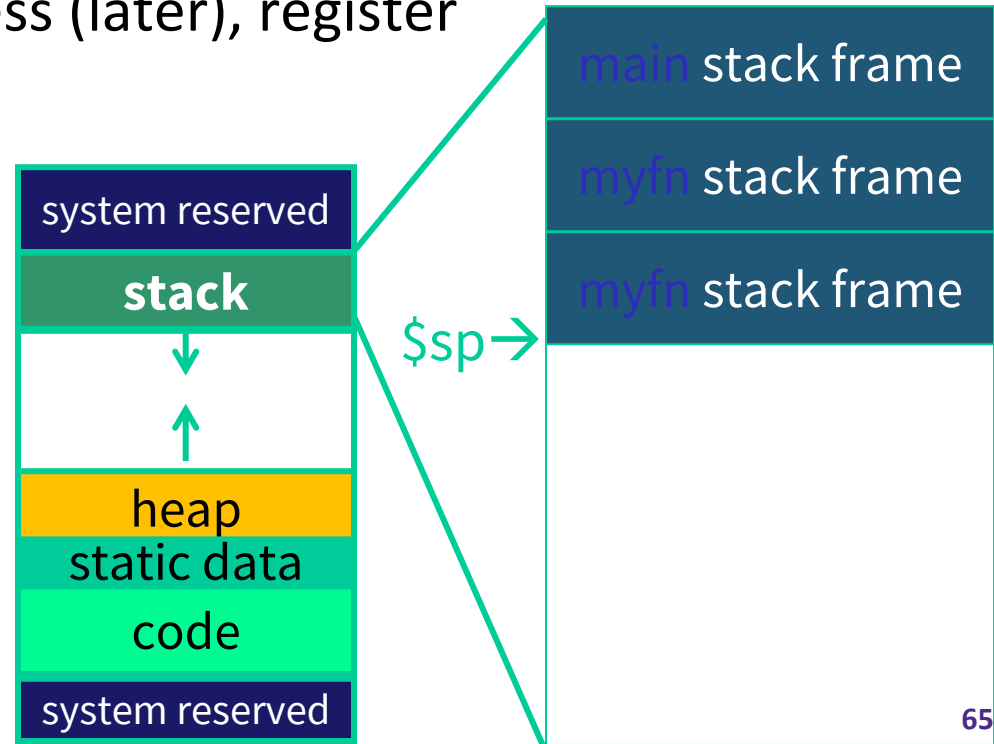 ess (later), register
main stack frame
system reserved
myfn stack frame
stack
myfn stack frame
$sp→
heap
static data
code
system reserved
65